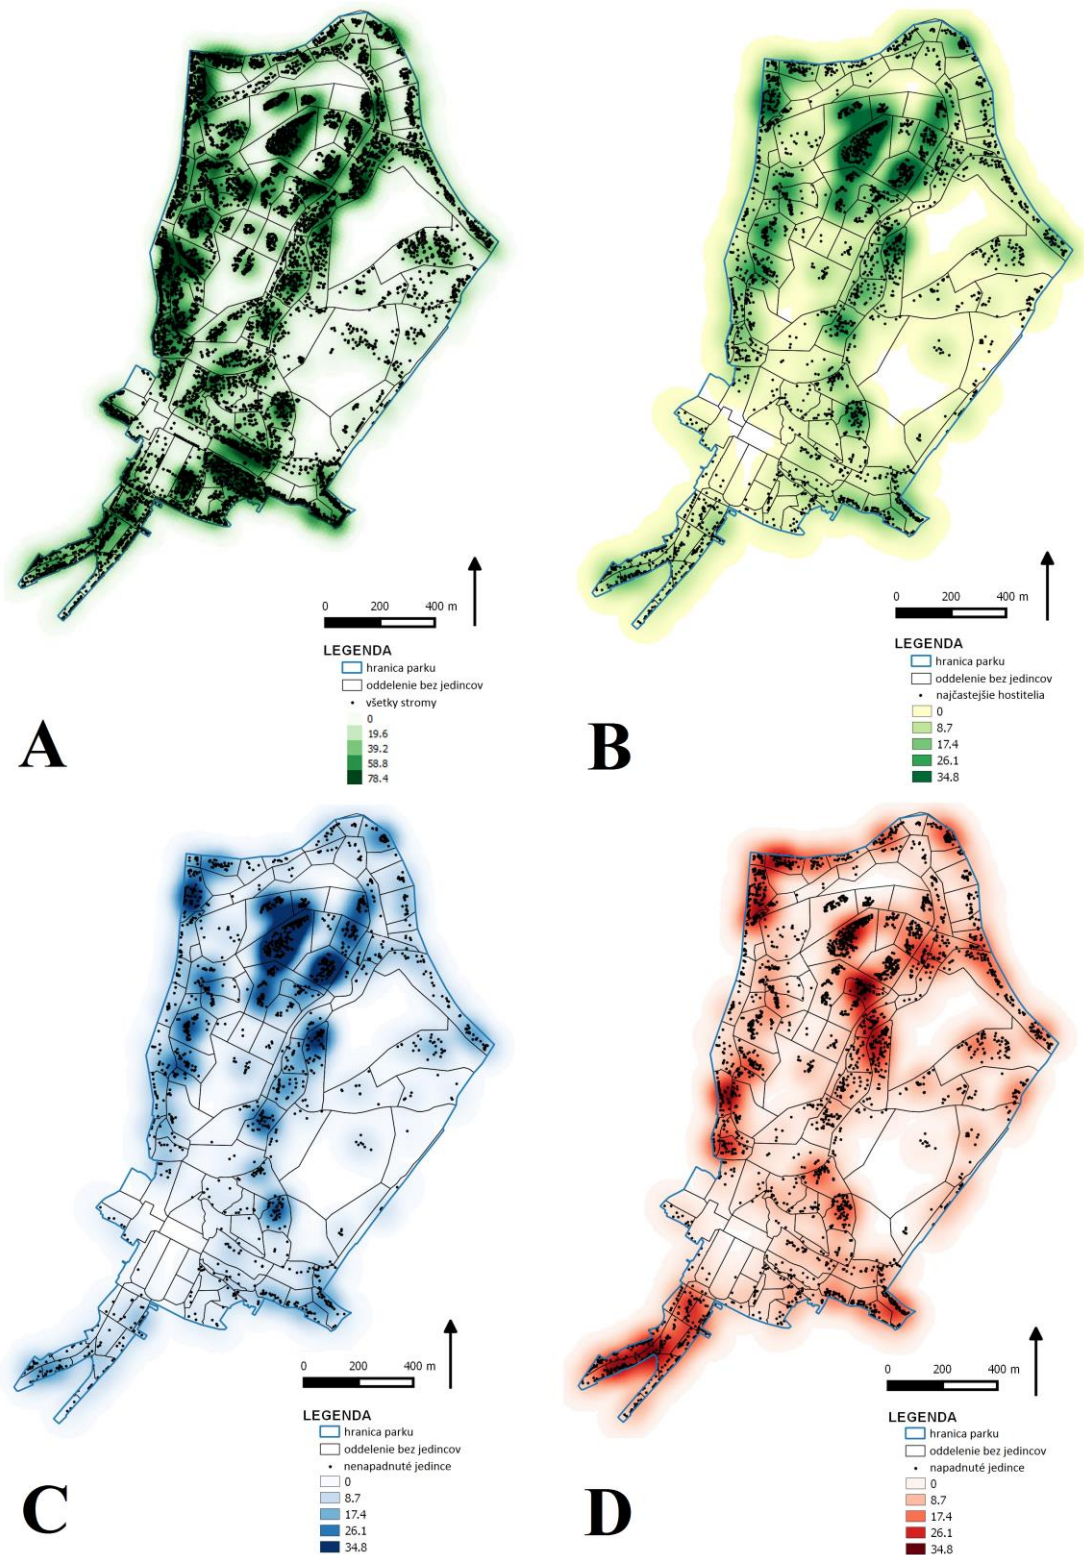 0 200 400 m
LEGENDA
hranica parku
oddelenie bez jedincov
všetky stromy
0
19.6
39.2
58.8
78.4
A
0 200 400 m
LEGENDA
hranica parku
oddelenie bez jedincov
najčastejšie hostitelia
0
8.7
17.4
26.1
34.8
B
0 200 400 m
LEGENDA
hranica parku
oddelenie bez jedincov
nenapadnuté jedince
0
8.7
17.4
26.1
34.8
C
0 200 400 m
LEGENDA
hranica parku
oddelenie bez jedincov
napadnuté jedince
0
8.7
17.4
26.1
34.8
D